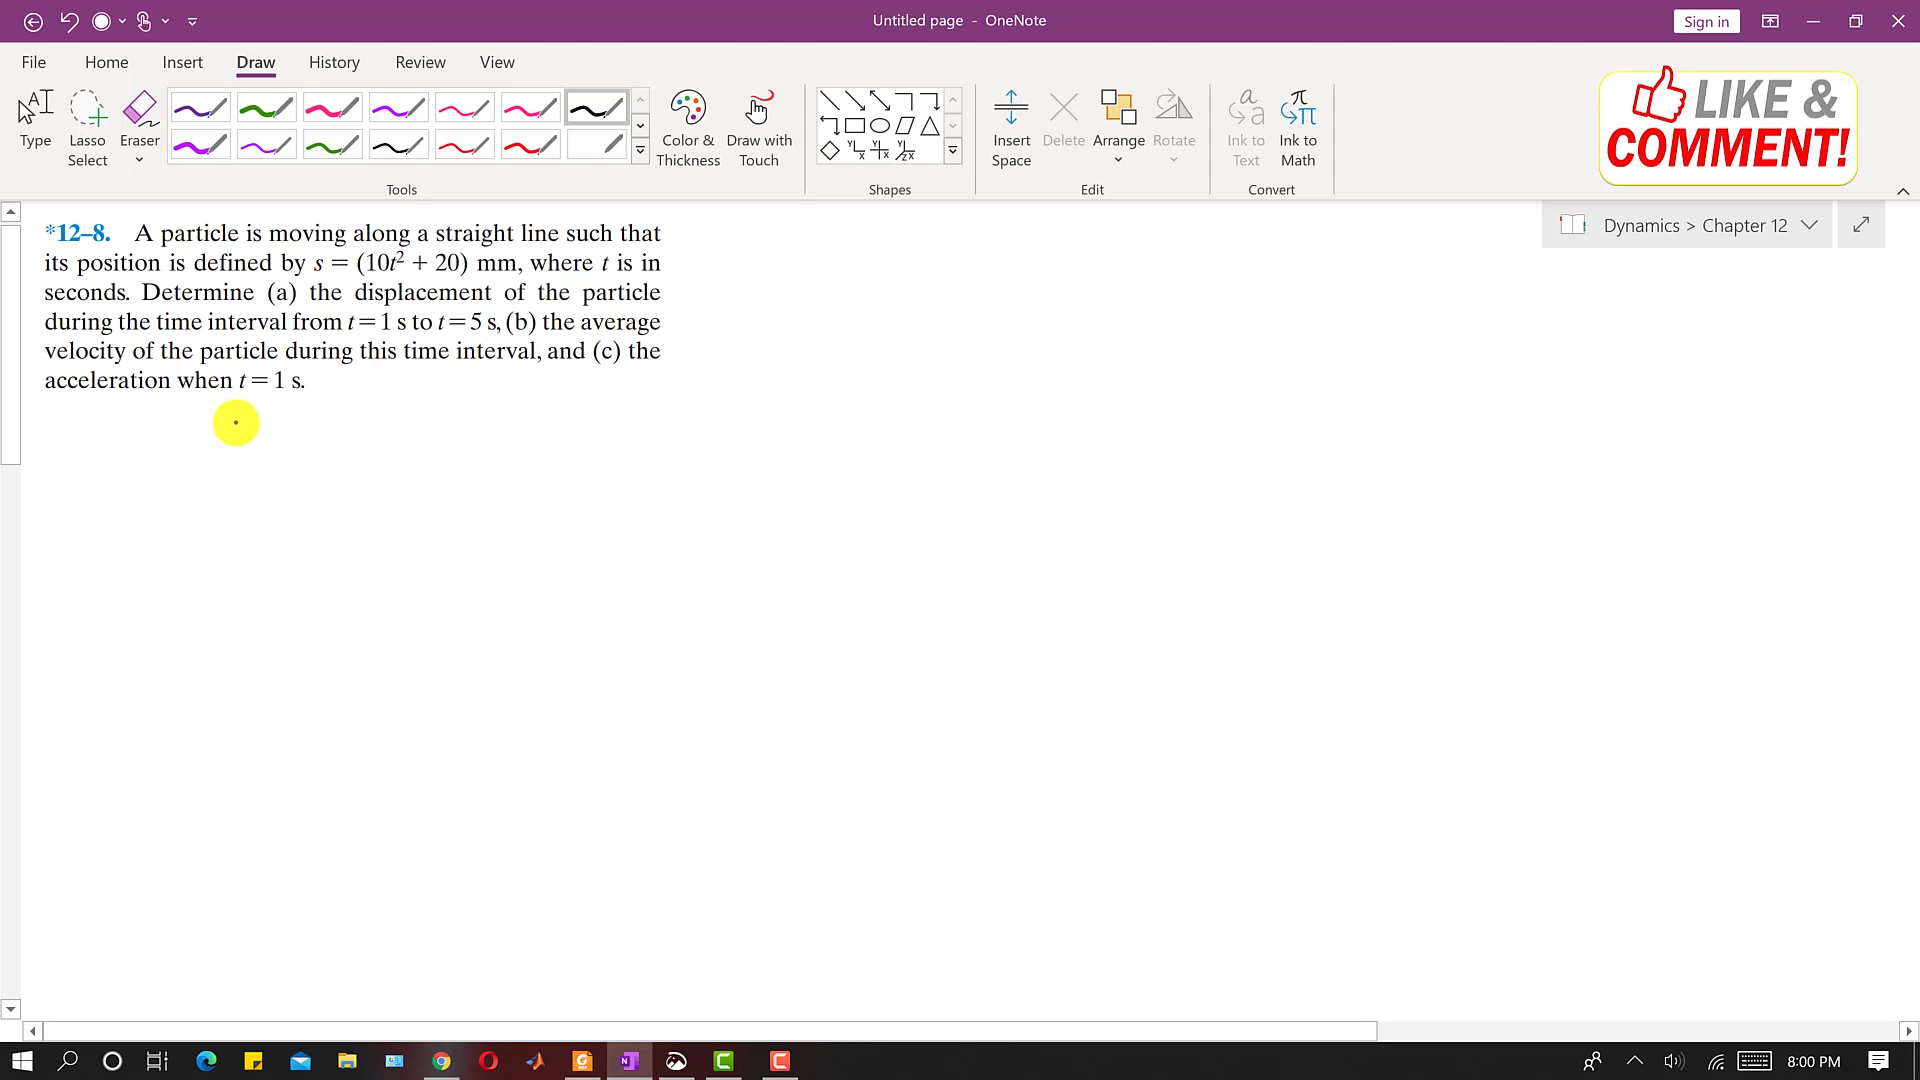 Untitled page - OneNote
Sign in
File Home Insert Draw History Review View
Type
Lasso Select
Eraser
Color & Thickness
Draw with Touch
Insert Space
Delete
Arrange
Rotate
Ink to Text
Ink to Math
Tools
Shapes
Edit
Convert
LIKE &
COMMENT!
Dynamics > Chapter 12
*12–8. A particle is moving along a straight line such that
its position is defined by s = (10t² + 20) mm, where t is in
seconds. Determine (a) the displacement of the particle
during the time interval from t = 1 s to t = 5 s, (b) the average
velocity of the particle during this time interval, and (c) the
acceleration when t = 1 s.
8:00 PM